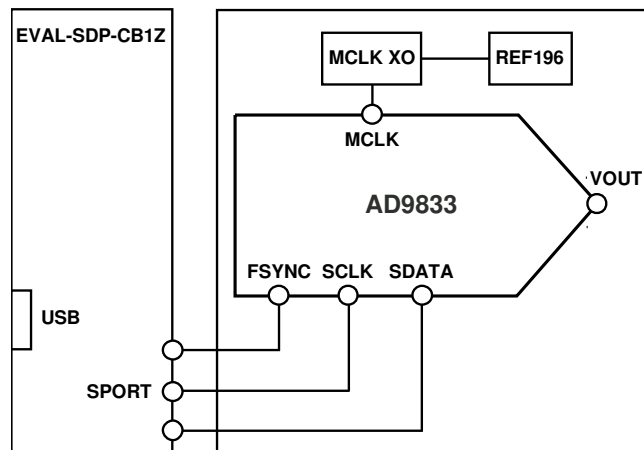 EVAL-SDP-CB1Z
MCLK XO
REF196
MCLK
VOUT
AD9833
FSYNC
SCLK
SDATA
USB
SPORT